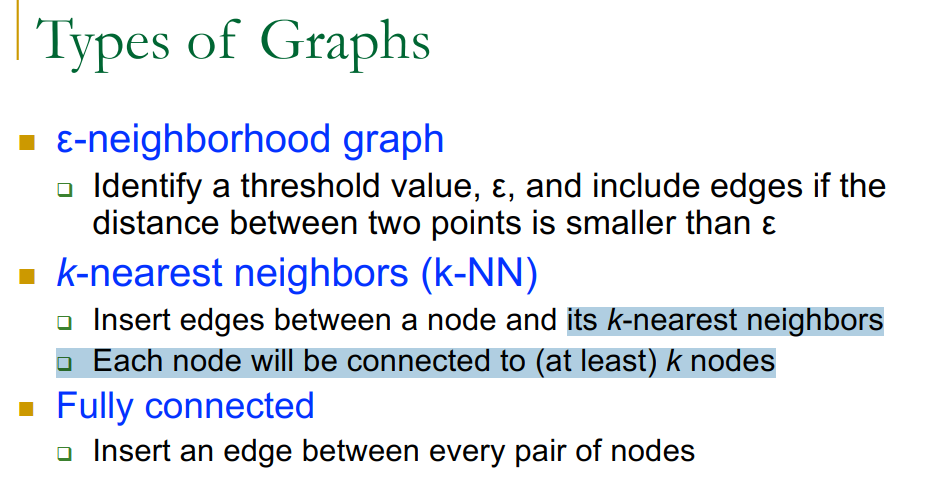 Types of Graphs
ε-neighborhood graph
Identify a threshold value, ε, and include edges if the
distance between two points is smaller than ε
k-nearest neighbors (k-NN)
Insert edges between a node and its k-nearest neighbors
Each node will be connected to (at least) k nodes
Fully connected
Insert an edge between every pair of nodes